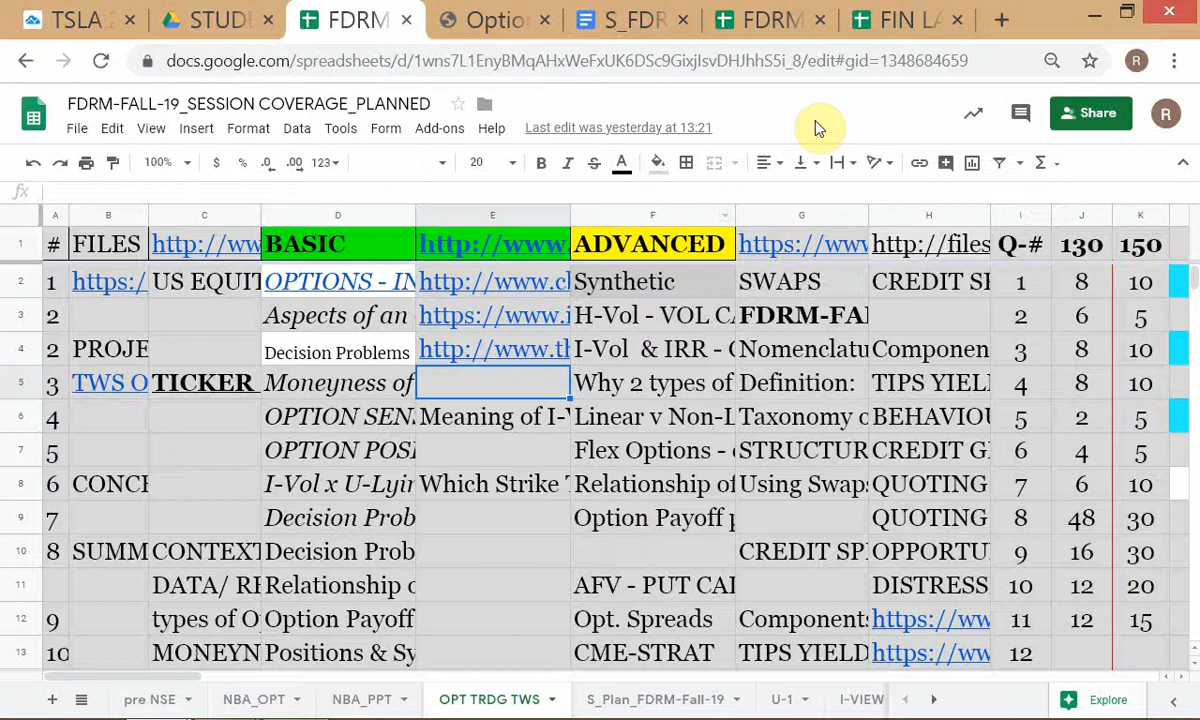 TSLA
STUDE
FDRM
Optio
S_FDR
FDRM
FIN LA
docs.google.com/spreadsheets/d/1wns7L1EnyBMqAHxWeFxUK6DSc9GixjIsvDHJhhS5i_8/edit#gid=1348684659
R
FDRM-FALL-19_SESSION COVERAGE_PLANNED
File Edit View Insert Format Data Tools Form Add-ons Help Last edit was yesterday at 13:21
Share
R
100% $ % .0 .00 123 20 B I S A
fx
A B C D E F G H I J K
1 # FILES http://ww BASIC http://www. ADVANCED https://www http://files Q-# 130 150
2 1 https:/ US EQUIT OPTIONS - IN http://www.cl Synthetic SWAPS CREDIT SI 1 8 10
3 2 Aspects of an https://www.i H-Vol - VOL CA FDRM-FAI 2 6 5
4 2 PROJE Decision Problems http://www.th I-Vol & IRR - C Nomenclatu Componen 3 8 10
5 3 TWS O TICKER Moneyness of Why 2 types of Definition: TIPS YIELD 4 8 10
6 4 OPTION SEN Meaning of I-V Linear v Non-L Taxonomy o BEHAVIOU 5 2 5
7 5 OPTION POSI Flex Options - STRUCTUR CREDIT G 6 4 5
8 6 CONCE I-Vol x U-Lyin Which Strike Relationship of Using Swaps QUOTING 7 6 10
9 7 Decision Prob Option Payoff p QUOTING 8 48 30
10 8 SUMM CONTEXT Decision Prob CREDIT SP OPPORTU 9 16 30
11 DATA/ RE Relationship o AFV - PUT CAI DISTRESS 10 12 20
12 9 types of O Option Payoff Opt. Spreads Component https://ww 11 12 15
13 10 MONEYN Positions & Sy CME-STRAT TIPS YIELD https://ww 12
pre NSE NBA_OPT NBA_PPT OPT TRDG TWS S_Plan_FDRM-Fall-19 U-1 I-VIEW Explore